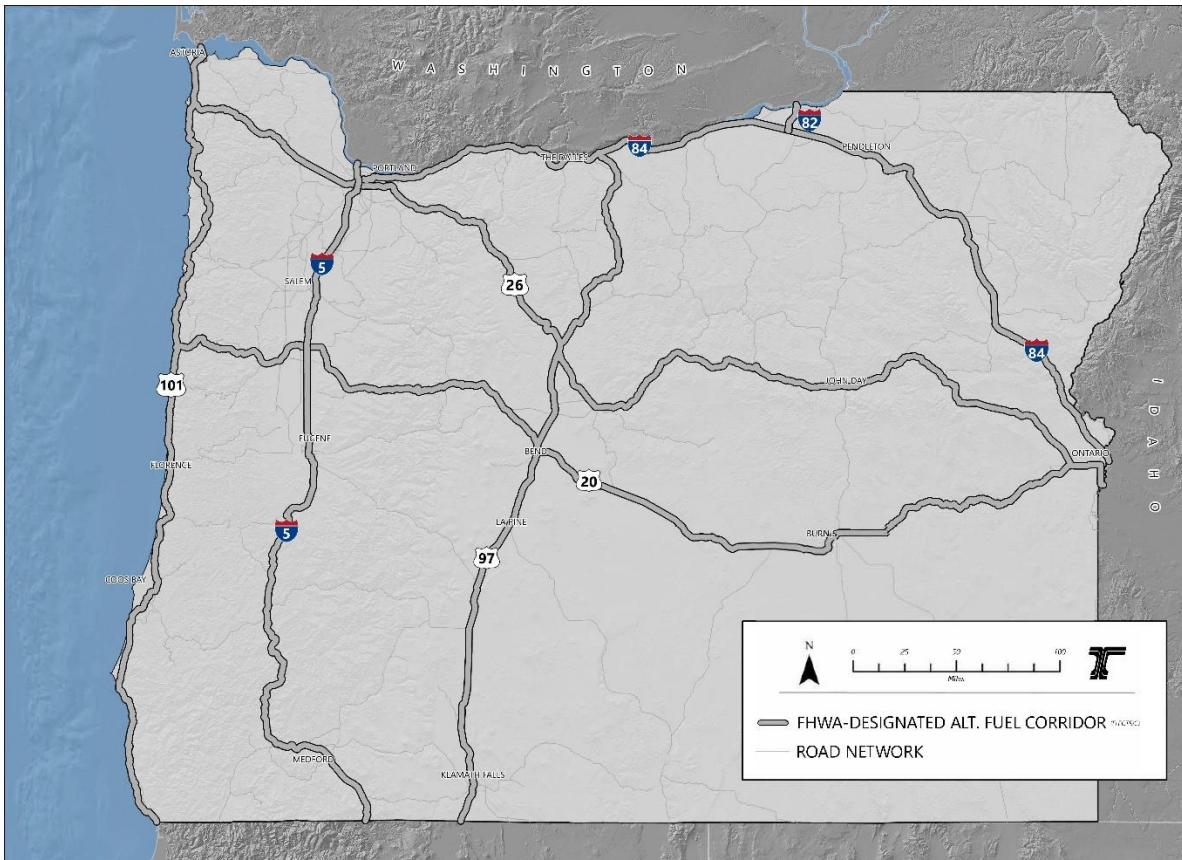 WASHINGTON
ASTORIA
82
PORTLAND
THE DALLES
84
PENDLETON
5
SALEM
26
101
84
IDAHO
JOHN DAY
EUGENE
BEND
ONTARIO
FLORENCE
20
5
LA PINE
BURNS
97
COOS BAY
MEDFORD
KLAMATH FALLS
N
0 25 50 100
Miles
FHWA-DESIGNATED ALT. FUEL CORRIDOR
ROAD NETWORK